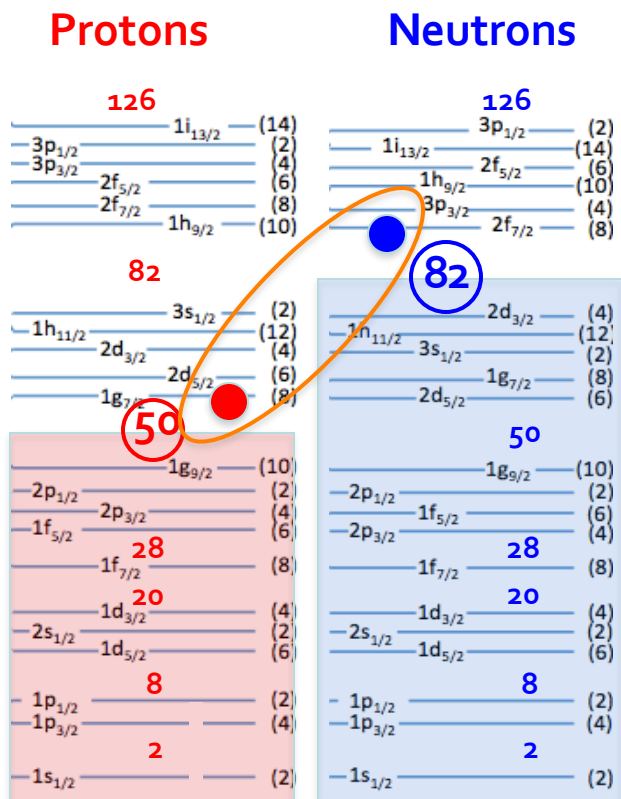 Protons
126
1i13/2 (14)
3p1/2 (2)
3p3/2 (4)
2f5/2 (6)
2f7/2 (8)
1h9/2 (10)
82
3s1/2 (2)
1h11/2 (12)
2d3/2 (4)
2d5/2 (6)
1g7/2 (8)
50
1g9/2 (10)
2p1/2 (2)
2p3/2 (4)
1f5/2 (6)
28
1f7/2 (8)
20
1d3/2 (4)
2s1/2 (2)
1d5/2 (6)
8
1p1/2 (2)
1p3/2 (4)
2
1s1/2 (2)
Neutrons
126
3p1/2 (2)
1i13/2 (14)
2f5/2 (6)
1h9/2 (10)
3p3/2 (4)
2f7/2 (8)
82
2d3/2 (4)
1h11/2 (12)
3s1/2 (2)
1g7/2 (8)
2d5/2 (6)
50
1g9/2 (10)
2p1/2 (2)
1f5/2 (6)
2p3/2 (4)
28
1f7/2 (8)
20
1d3/2 (4)
2s1/2 (2)
1d5/2 (6)
8
1p1/2 (2)
1p3/2 (4)
2
1s1/2 (2)